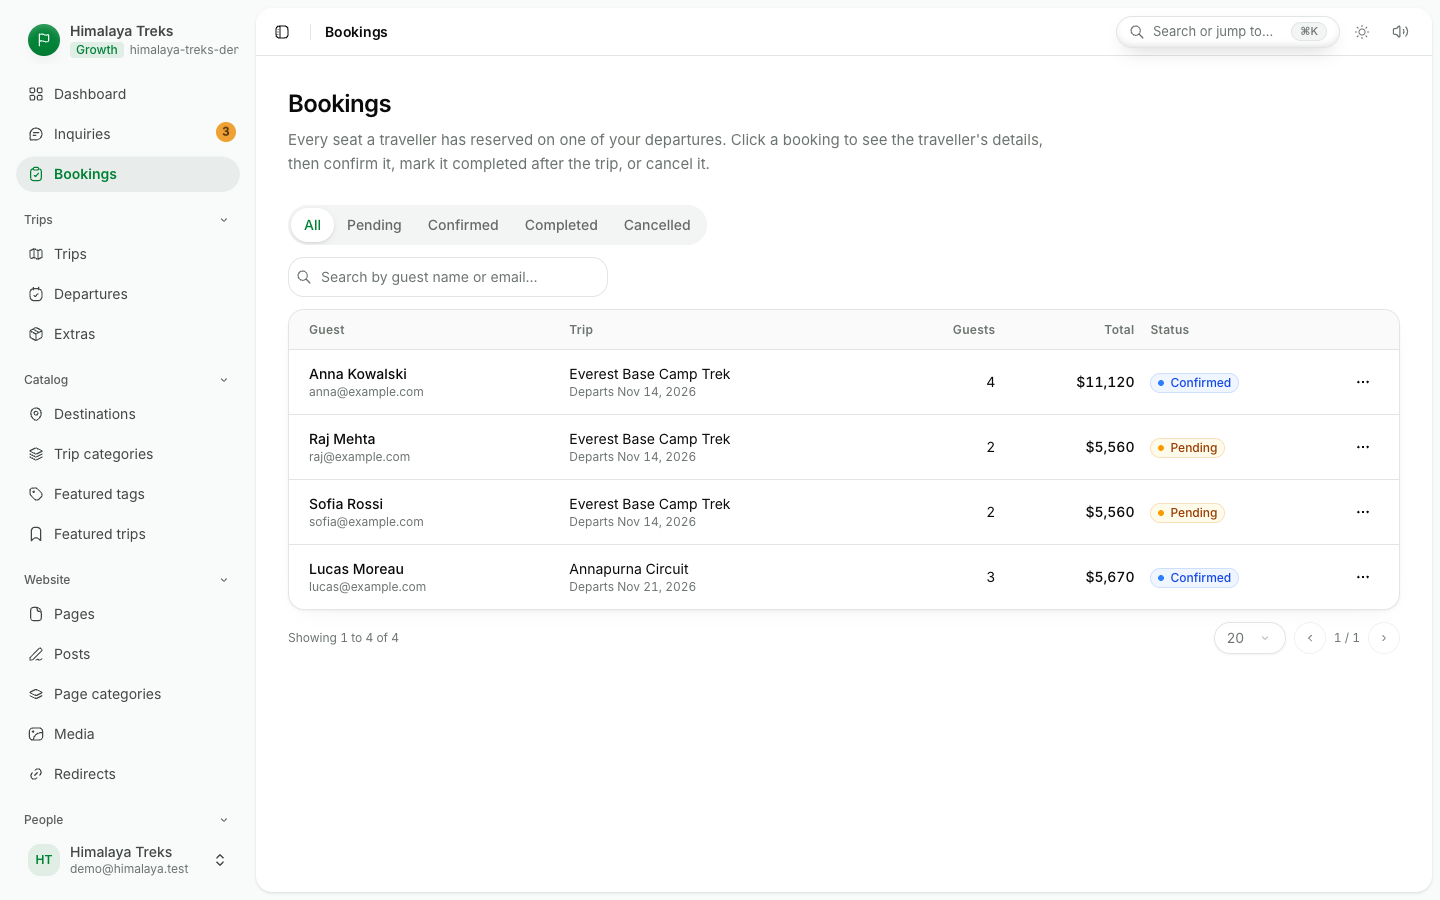 Himalaya Treks
Growth himalaya-treks-der
Dashboard
Inquiries 3
Bookings
Trips
Trips
Departures
Extras
Catalog
Destinations
Trip categories
Featured tags
Featured trips
Website
Pages
Posts
Page categories
Media
Redirects
People
HT Himalaya Treks
demo@himalaya.test
Bookings
Search or jump to... ⌘K
Bookings
Every seat a traveller has reserved on one of your departures. Click a booking to see the traveller's details,
then confirm it, mark it completed after the trip, or cancel it.
All Pending Confirmed Completed Cancelled
Search by guest name or email...
Guest Trip Guests Total Status
Anna Kowalski Everest Base Camp Trek 4 $11,120 Confirmed
anna@example.com Departs Nov 14, 2026
Raj Mehta Everest Base Camp Trek 2 $5,560 Pending
raj@example.com Departs Nov 14, 2026
Sofia Rossi Everest Base Camp Trek 2 $5,560 Pending
sofia@example.com Departs Nov 14, 2026
Lucas Moreau Annapurna Circuit 3 $5,670 Confirmed
lucas@example.com Departs Nov 21, 2026
Showing 1 to 4 of 4 20 1 / 1